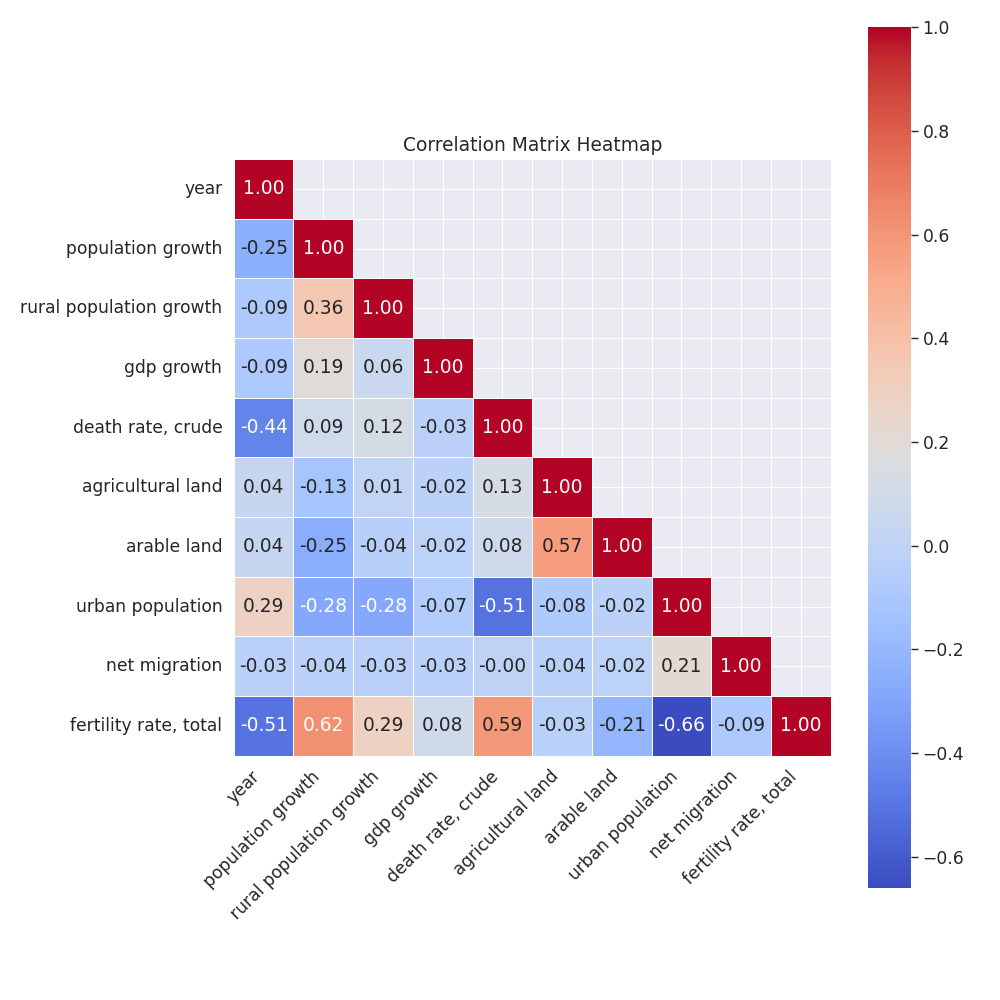 Correlation Matrix Heatmap
year 1.00
population growth -0.25 1.00
rural population growth -0.09 0.36 1.00
gdp growth -0.09 0.19 0.06 1.00
death rate, crude -0.44 0.09 0.12 -0.03 1.00
agricultural land 0.04 -0.13 0.01 -0.02 0.13 1.00
arable land 0.04 -0.25 -0.04 -0.02 0.08 0.57 1.00
urban population 0.29 -0.28 -0.28 -0.07 -0.51 -0.08 -0.02 1.00
net migration -0.03 -0.04 -0.03 -0.03 -0.00 -0.04 -0.02 0.21 1.00
fertility rate, total -0.51 0.62 0.29 0.08 0.59 -0.03 -0.21 -0.66 -0.09 1.00
year
population growth
rural population growth
gdp growth
death rate, crude
agricultural land
arable land
urban population
net migration
fertility rate, total
1.0
0.8
0.6
0.4
0.2
0.0
−0.2
−0.4
−0.6